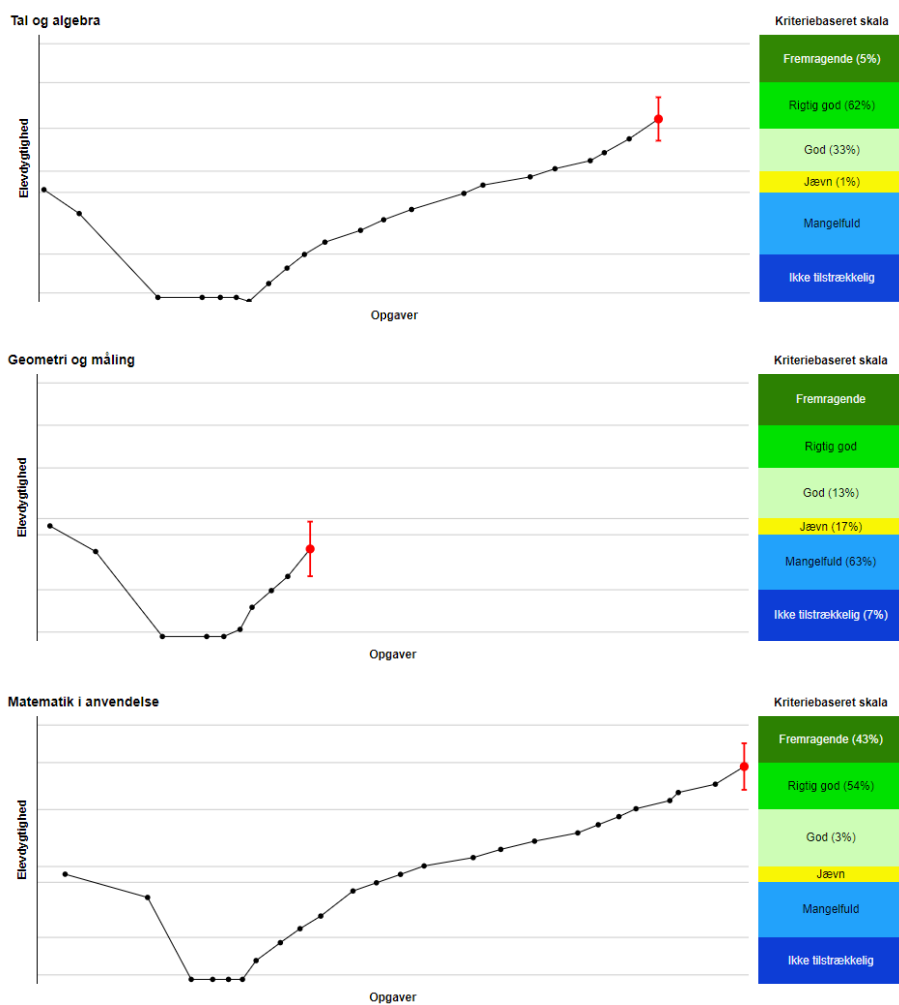 Tal og algebra
Kriteriebaseret skala
Elevdygtighed
Fremragende (5%)
Rigtig god (62%)
God (33%)
Jævn (1%)
Mangelfuld
Ikke tilstrækkelig
Opgaver
Geometri og måling
Kriteriebaseret skala
Elevdygtighed
Fremragende
Rigtig god
God (13%)
Jævn (17%)
Mangelfuld (63%)
Ikke tilstrækkelig (7%)
Opgaver
Matematik i anvendelse
Kriteriebaseret skala
Elevdygtighed
Fremragende (43%)
Rigtig god (54%)
God (3%)
Jævn
Mangelfuld
Ikke tilstrækkelig
Opgaver